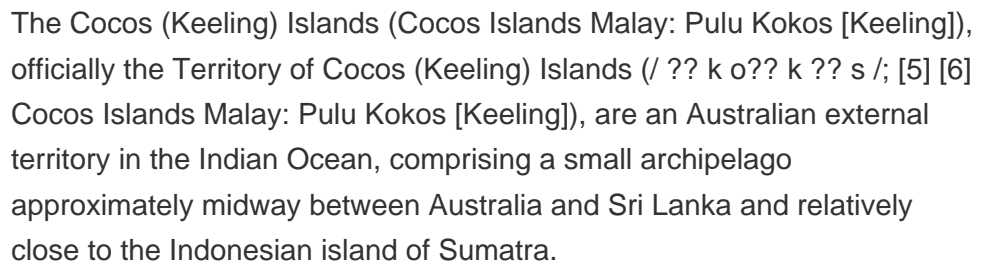 The Cocos (Keeling) Islands (Cocos Islands Malay: Pulu Kokos [Keeling]),
officially the Territory of Cocos (Keeling) Islands (/ ?? k o?? k ?? s /; [5] [6]
Cocos Islands Malay: Pulu Kokos [Keeling]), are an Australian external
territory in the Indian Ocean, comprising a small archipelago
approximately midway between Australia and Sri Lanka and relatively
close to the Indonesian island of Sumatra.